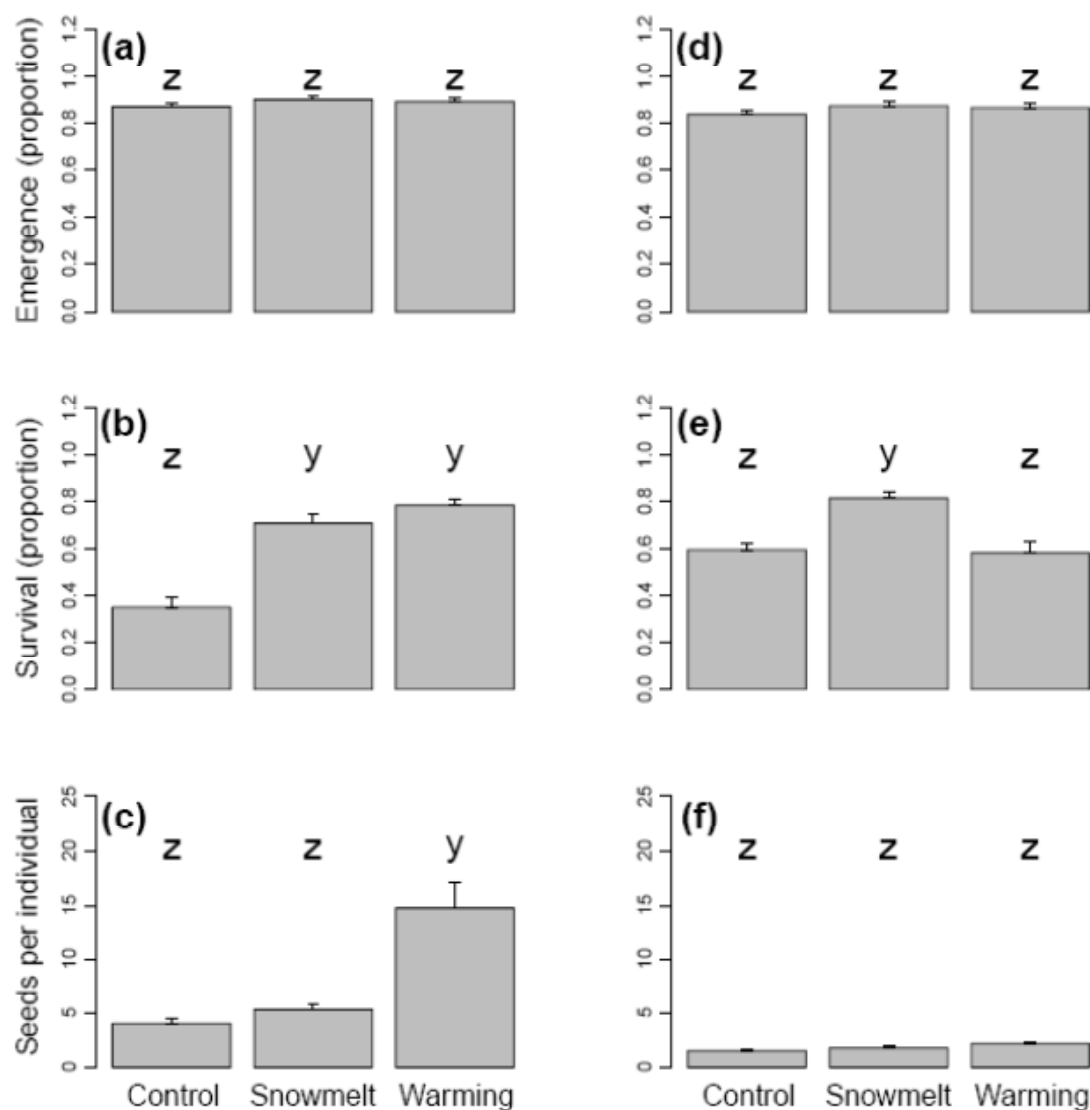 (a)
z z z
Emergence (proportion)
0.0 0.2 0.4 0.6 0.8 1.0 1.2
(d)
z z z
0.0 0.2 0.4 0.6 0.8 1.0 1.2
(b)
z y y
Survival (proportion)
0.0 0.2 0.4 0.6 0.8 1.0 1.2
(e)
z y z
0.0 0.2 0.4 0.6 0.8 1.0 1.2
(c)
z z y
Seeds per individual
0 5 10 15 20 25
Control Snowmelt Warming
(f)
z z z
0 5 10 15 20 25
Control Snowmelt Warming